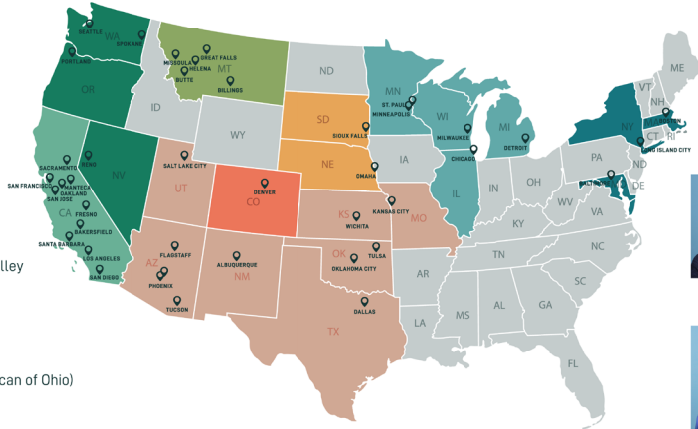 SEATTLE
WA
SPOKANE
PORTLAND
OR
ID
MISSOULA
GREAT FALLS
HELENA
MT
BUTTE
BILLINGS
ND
MN
ST. PAUL
MINNEAPOLIS
WI
MILWAUKEE
MI
DETROIT
CHICAGO
SD
SIOUX FALLS
WY
NE
OMAHA
IA
IL
IN
OH
PA
NY
VT
NH
ME
BOSTON
CT
RI
LONG ISLAND CITY
ND
DE
BALTIMORE
WV
VA
KY
NC
TN
SC
GA
AL
MS
AR
LA
FL
SACRAMENTO
RENO
NV
SAN FRANCISCO
MANTECA
OAKLAND
SAN JOSE
CA
FRESNO
BAKERSFIELD
SANTA BARBARA
LOS ANGELES
SAN DIEGO
SALT LAKE CITY
UT
DENVER
CO
KS
WICHITA
KANSAS CITY
MO
AZ
FLAGSTAFF
PHOENIX
TUCSON
ALBUQUERQUE
NM
OK
TULSA
OKLAHOMA CITY
DALLAS
TX
lley
can of Ohio)